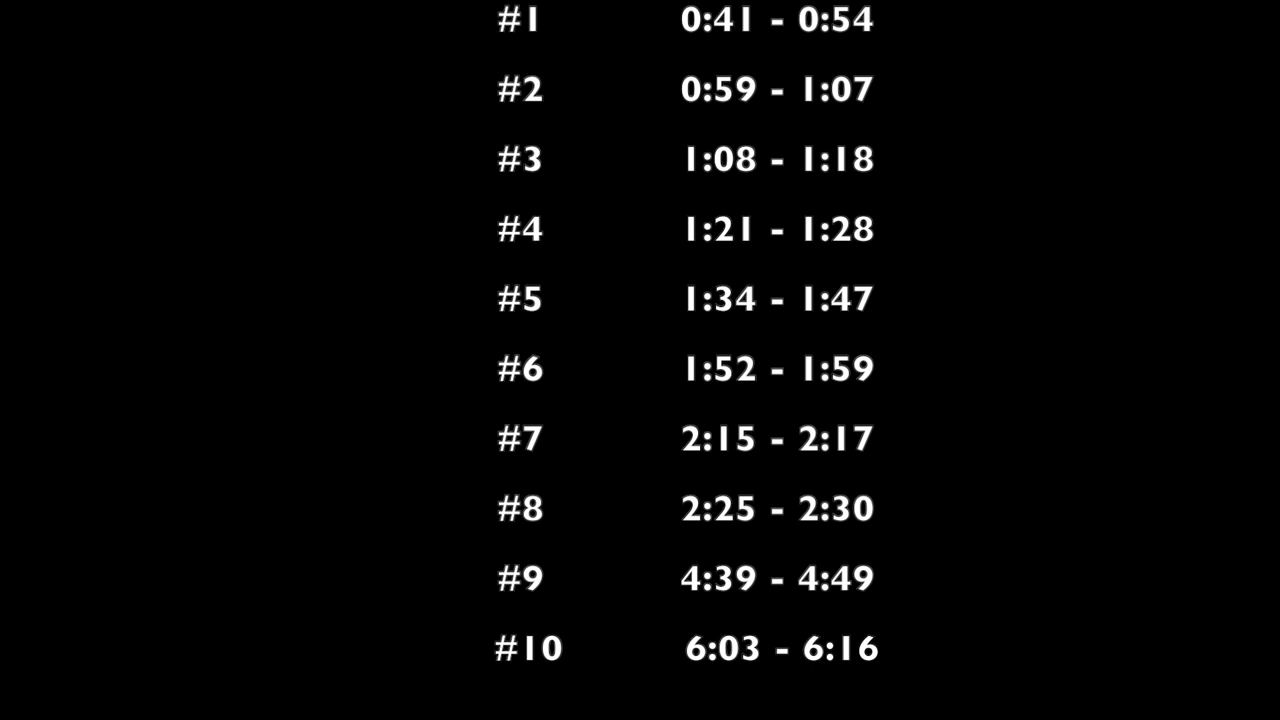 #1 0:41 - 0:54
#2 0:59 - 1:07
#3 1:08 - 1:18
#4 1:21 - 1:28
#5 1:34 - 1:47
#6 1:52 - 1:59
#7 2:15 - 2:17
#8 2:25 - 2:30
#9 4:39 - 4:49
#10 6:03 - 6:16